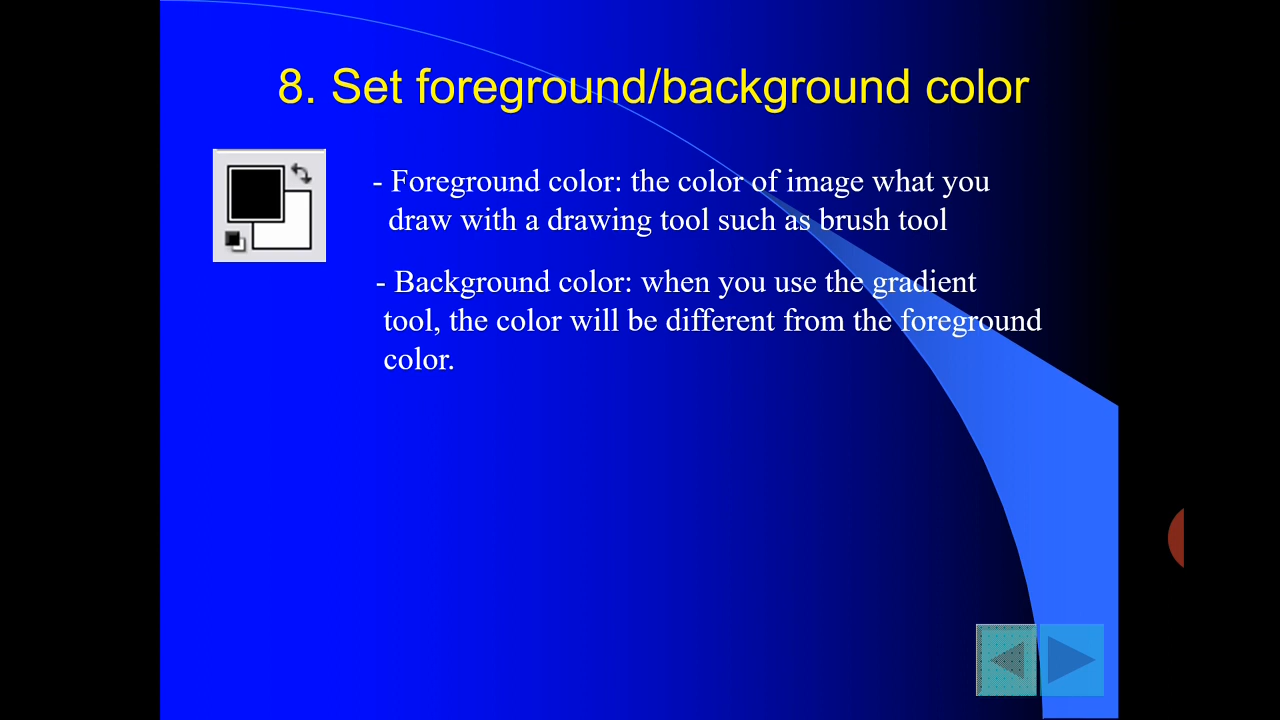 8. Set foreground/background color
- Foreground color: the color of image what you
draw with a drawing tool such as brush tool
- Background color: when you use the gradient
tool, the color will be different from the foreground
color.